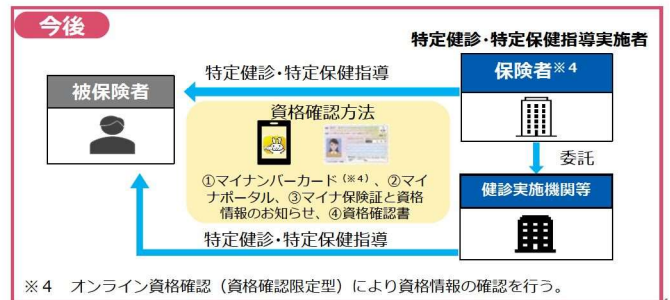 今後
特定健診・特定保健指導実施者
特定健診・特定保健指導
保険者※4
被保険者
資格確認方法
①マイナンバーカード（※4）、②マイ
ナポータル、③マイナ保険証と資格
情報のお知らせ、④資格確認書
委託
健診実施機関等
特定健診・特定保健指導
※4　オンライン資格確認（資格確認限定型）により資格情報の確認を行う。